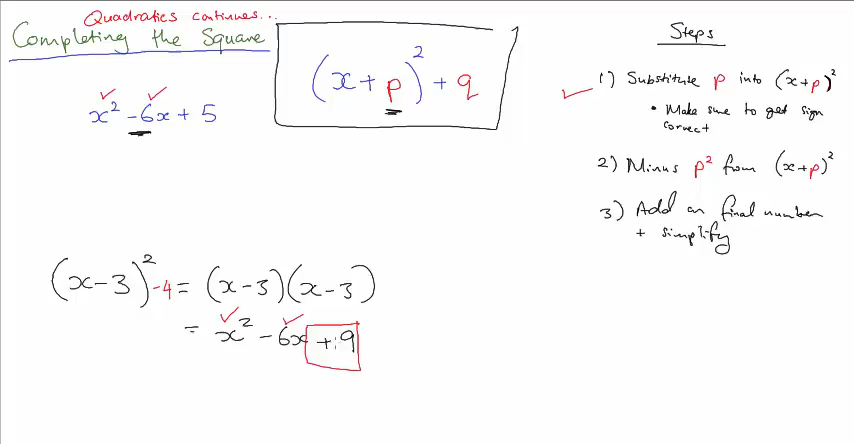 Quadratics continues...
Completing the Square
(x + p)² + q
x² - 6x + 5
Steps
1) Substitute p into (x+p)²
• Make sure to get sign
correct
2) Minus p² from (x+p)²
3) Add on final number
+ simplify
(x - 3)² -4 = (x - 3)(x - 3)
= x² - 6x + 9